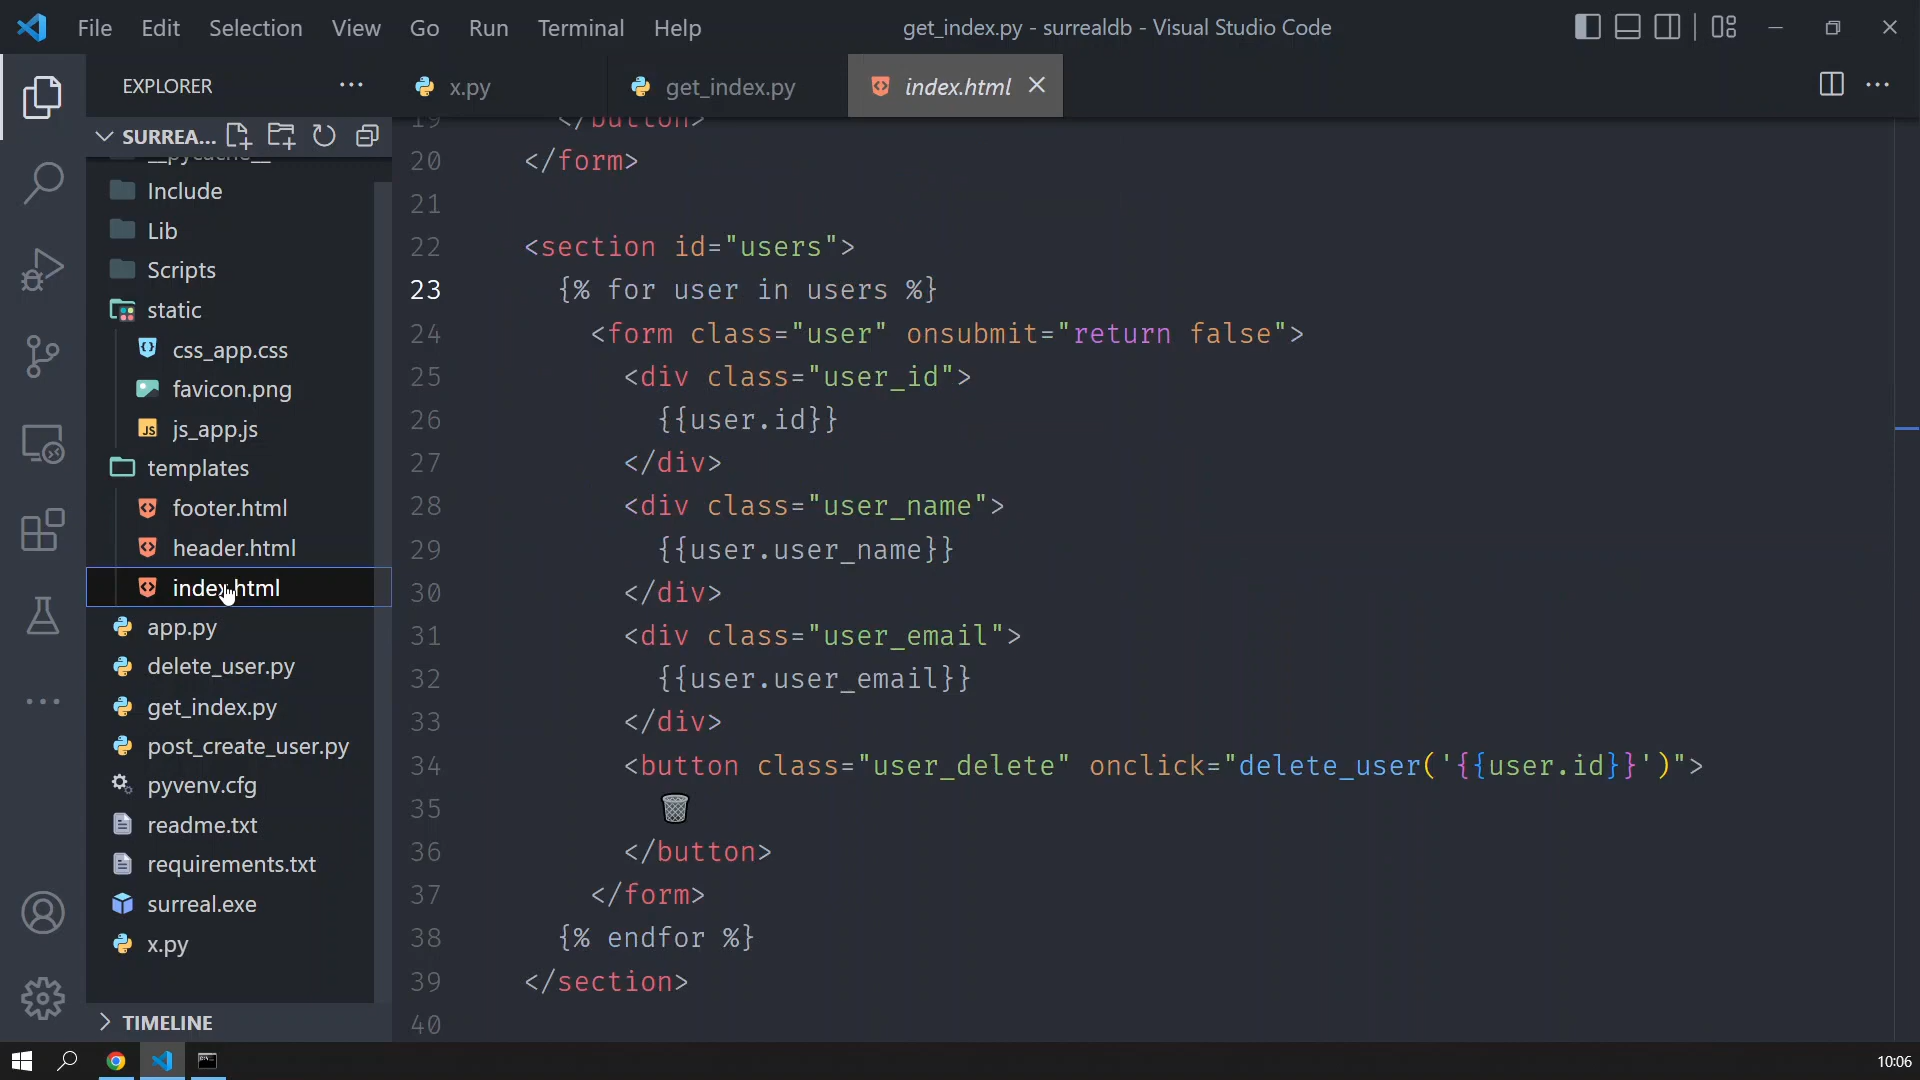 File Edit Selection View Go Run Terminal Help get_index.py - surrealdb - Visual Studio Code
EXPLORER
x.py get_index.py index.html
SURREA...
__pycache__
Include
Lib
Scripts
static
css_app.css
favicon.png
js_app.js
templates
footer.html
header.html
index.html
app.py
delete_user.py
get_index.py
post_create_user.py
pyvenv.cfg
readme.txt
requirements.txt
surreal.exe
x.py
TIMELINE
19 </button>
20 </form>
21
22 <section id="users">
23 {% for user in users %}
24 <form class="user" onsubmit="return false">
25 <div class="user_id">
26 {{user.id}}
27 </div>
28 <div class="user_name">
29 {{user.user_name}}
30 </div>
31 <div class="user_email">
32 {{user.user_email}}
33 </div>
34 <button class="user_delete" onclick="delete_user('{{user.id}}')">
35 🗑
36 </button>
37 </form>
38 {% endfor %}
39 </section>
40
10:06